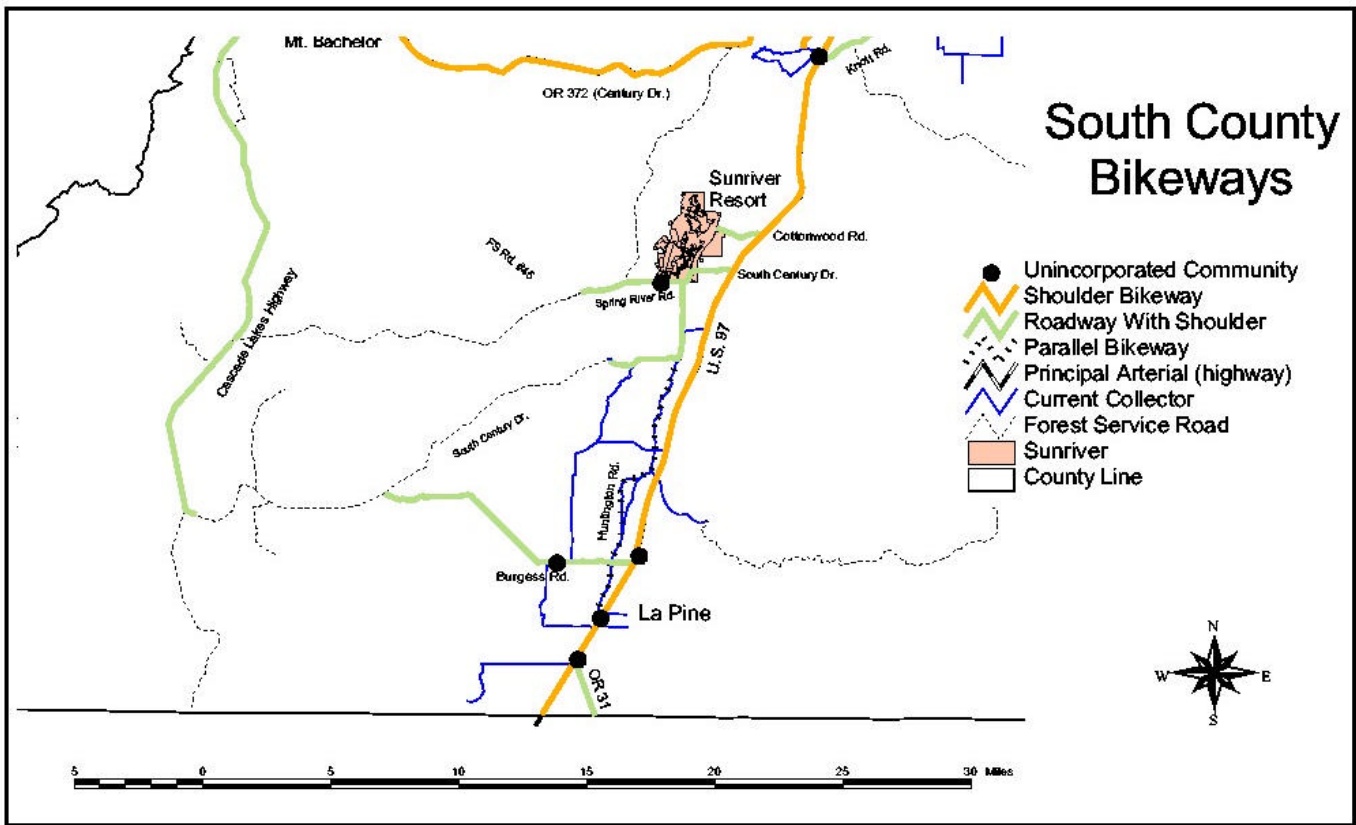 Mt. Bachelor
OR 372 (Century Dr.)
Knott Rd.
South County
Bikeways
Sunriver
Resort
Cottonwood Rd.
FS Rd. #45
South Century Dr.
Spring River Rd.
Cascade Lakes Highway
U.S. 97
Unincorporated Community
Shoulder Bikeway
Roadway With Shoulder
Parallel Bikeway
Principal Arterial (highway)
Current Collector
Forest Service Road
Sunriver
County Line
South Century Dr.
Huntington Rd.
Burgess Rd.
La Pine
OR 31
N
W
E
S
5 0 5 10 15 20 25 30 Miles